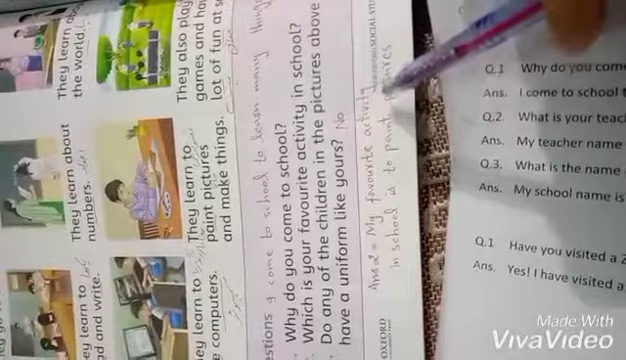 They learn
the world.
They also play
games and ha
lot of fun at s
They learn about
numbers.
They learn to
paint pictures
and make things.
ey learn to
ad and write.
ey learn to
e computers.
estions
I come to school to learn many things
Why do you come to school?
Which is your favourite activity in school?
Do any of the children in the pictures above
have a uniform like yours? No
Ans 2 = My favourite activity
in school is to paint pictures
OXFORD
SOCIAL STU
Q.1 Why do you com
Ans. I come to school t
Q.2. What is your teac
Ans. My teacher name
Q.3. What is the name
Ans. My school name is
Q.1 Have you visited a Z
Ans. Yes! I have visited a
Made With
VivaVideo